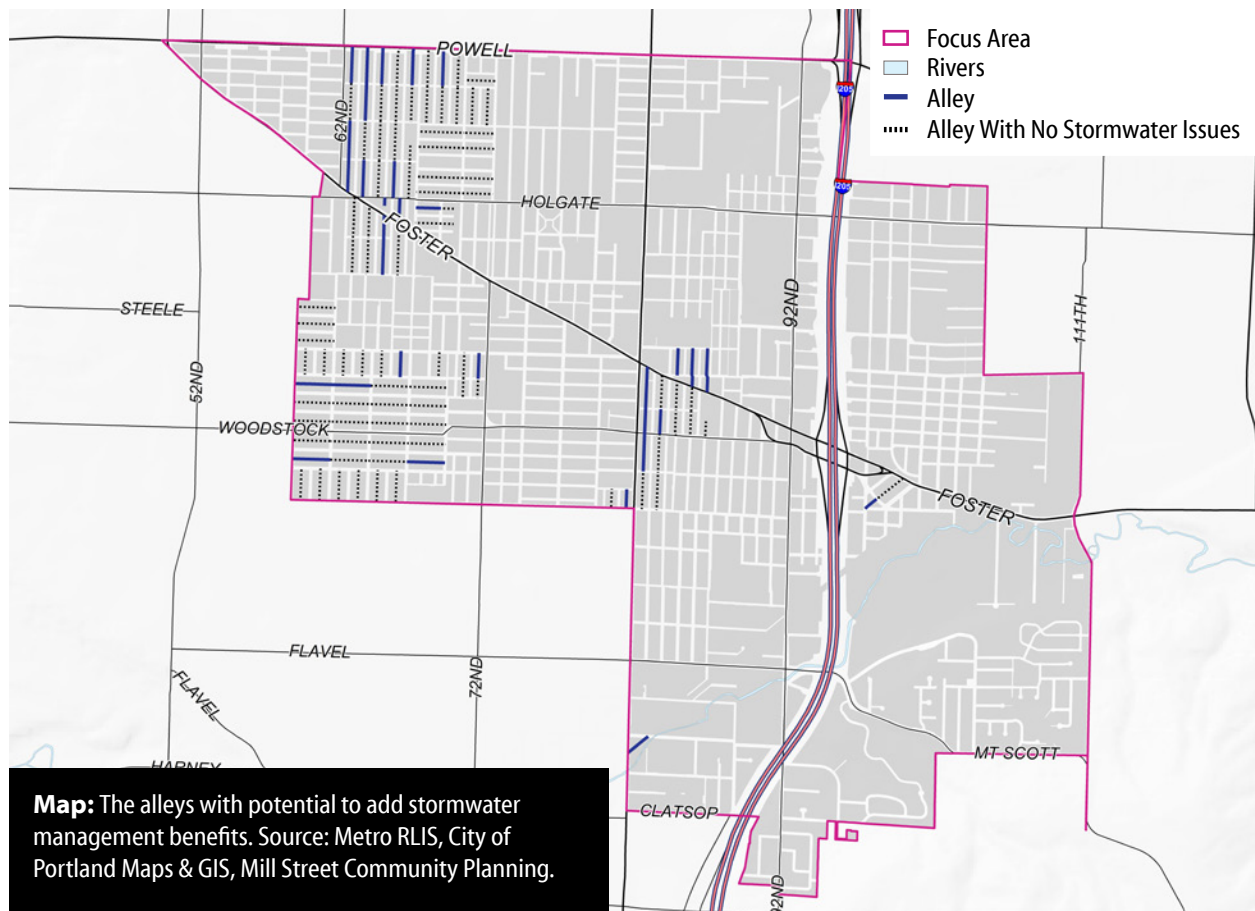 POWELL
Focus Area
Rivers
Alley
Alley With No Stormwater Issues
205
62ND
205
HOLGATE
FOSTER
STEELE
92ND
111TH
52ND
WOODSTOCK
FOSTER
FLAVEL
72ND
FLAVEL
MT SCOTT
HARNEY
CLATSOP
92ND
Map: The alleys with potential to add stormwater
management benefits. Source: Metro RLIS, City of
Portland Maps & GIS, Mill Street Community Planning.